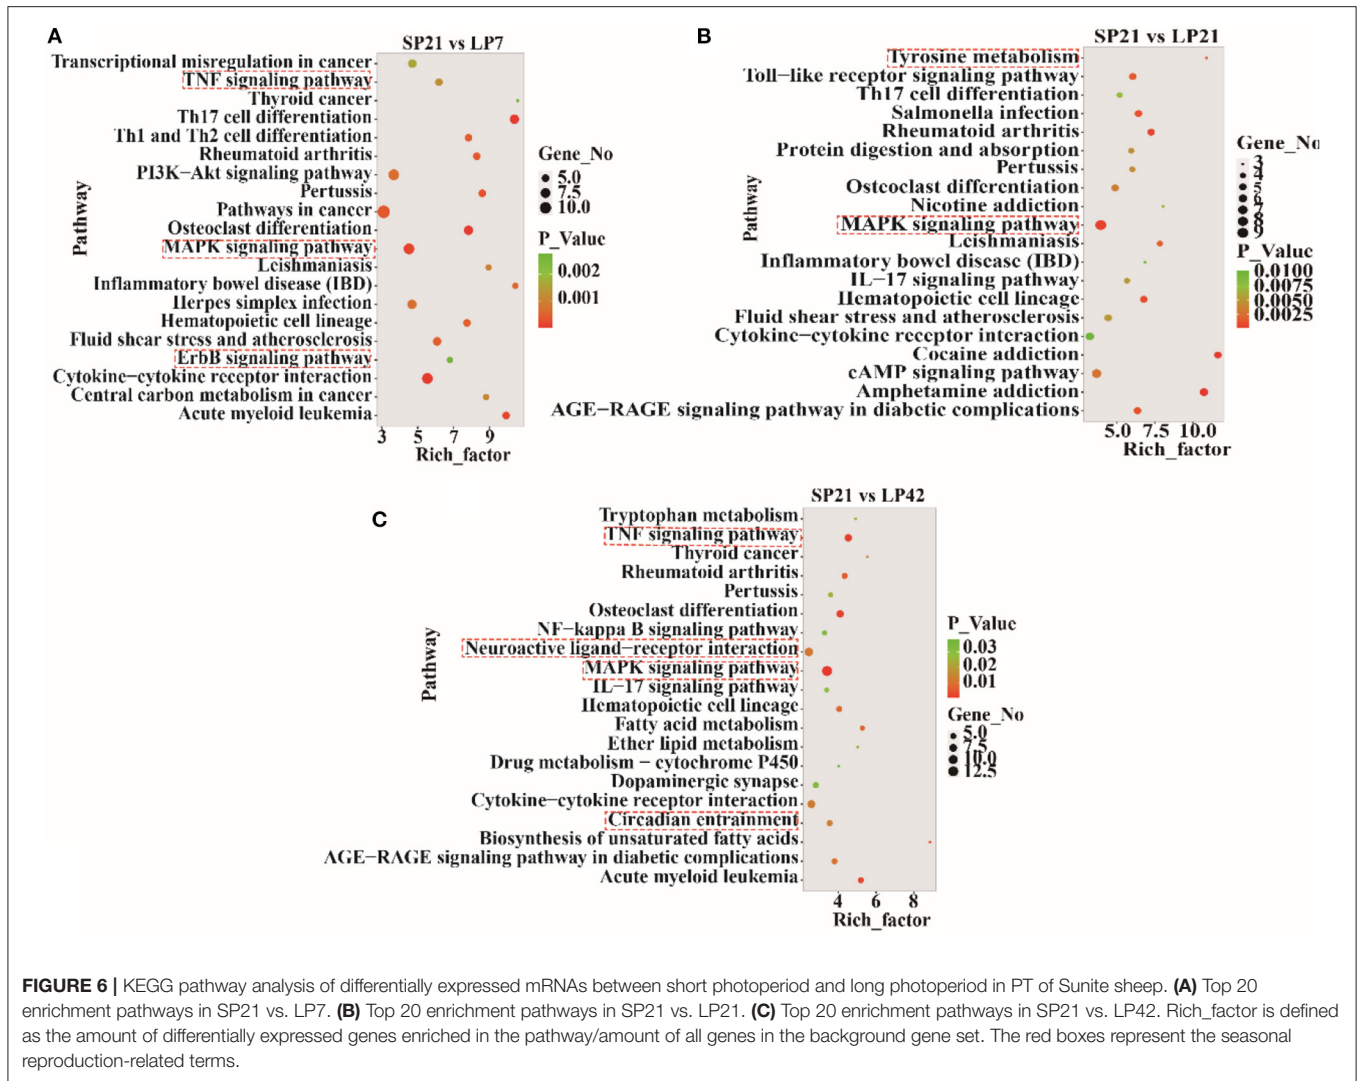 A
SP21 vs LP7
Transcriptional misregulation in cancer
TNF signaling pathway
Thyroid cancer
Th17 cell differentiation
Th1 and Th2 cell differentiation
Rheumatoid arthritis
PI3K−Akt signaling pathway
Pertussis
Pathways in cancer
Osteoclast differentiation
MAPK signaling pathway
Leishmaniasis
Inflammatory bowel disease (IBD)
Herpes simplex infection
Hematopoietic cell lineage
Fluid shear stress and atherosclerosis
ErbB signaling pathway
Cytokine−cytokine receptor interaction
Central carbon metabolism in cancer
Acute myeloid leukemia
Pathway
3 5 7 9
Rich_factor
Gene_No
5.0
7.5
10.0
P_Value
0.002
0.001
B
SP21 vs LP21
Tyrosine metabolism
Toll−like receptor signaling pathway
Th17 cell differentiation
Salmonella infection
Rheumatoid arthritis
Protein digestion and absorption
Pertussis
Osteoclast differentiation
Nicotine addiction
MAPK signaling pathway
Leishmaniasis
Inflammatory bowel disease (IBD)
IL−17 signaling pathway
Hematopoietic cell lineage
Fluid shear stress and atherosclerosis
Cytokine−cytokine receptor interaction
Cocaine addiction
cAMP signaling pathway
Amphetamine addiction
AGE−RAGE signaling pathway in diabetic complications
Pathway
5.0 7.5 10.0
Rich_factor
Gene_No
3
4
5
6
7
8
9
P_Value
0.0100
0.0075
0.0050
0.0025
C
SP21 vs LP42
Tryptophan metabolism
TNF signaling pathway
Thyroid cancer
Rheumatoid arthritis
Pertussis
Osteoclast differentiation
NF−kappa B signaling pathway
Neuroactive ligand−receptor interaction
MAPK signaling pathway
IL−17 signaling pathway
Hematopoietic cell lineage
Fatty acid metabolism
Ether lipid metabolism
Drug metabolism − cytochrome P450
Dopaminergic synapse
Cytokine−cytokine receptor interaction
Circadian entrainment
Biosynthesis of unsaturated fatty acids
AGE−RAGE signaling pathway in diabetic complications
Acute myeloid leukemia
Pathway
4 6 8
Rich_factor
P_Value
0.03
0.02
0.01
Gene_No
5.0
7.5
10.0
12.5
FIGURE 6 | KEGG pathway analysis of differentially expressed mRNAs between short photoperiod and long photoperiod in PT of Sunite sheep. (A) Top 20
enrichment pathways in SP21 vs. LP7. (B) Top 20 enrichment pathways in SP21 vs. LP21. (C) Top 20 enrichment pathways in SP21 vs. LP42. Rich_factor is defined
as the amount of differentially expressed genes enriched in the pathway/amount of all genes in the background gene set. The red boxes represent the seasonal
reproduction-related terms.